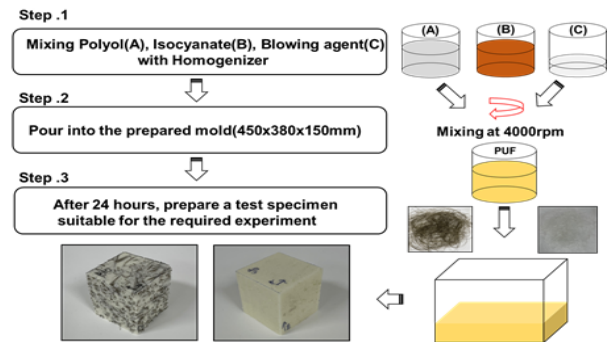 Step .1
Mixing Polyol(A), Isocyanate(B), Blowing agent(C)
with Homogenizer
Step .2
Pour into the prepared mold(450x380x150mm)
Step .3
After 24 hours, prepare a test specimen
suitable for the required experiment
(A)
(B)
(C)
Mixing at 4000rpm
PUF